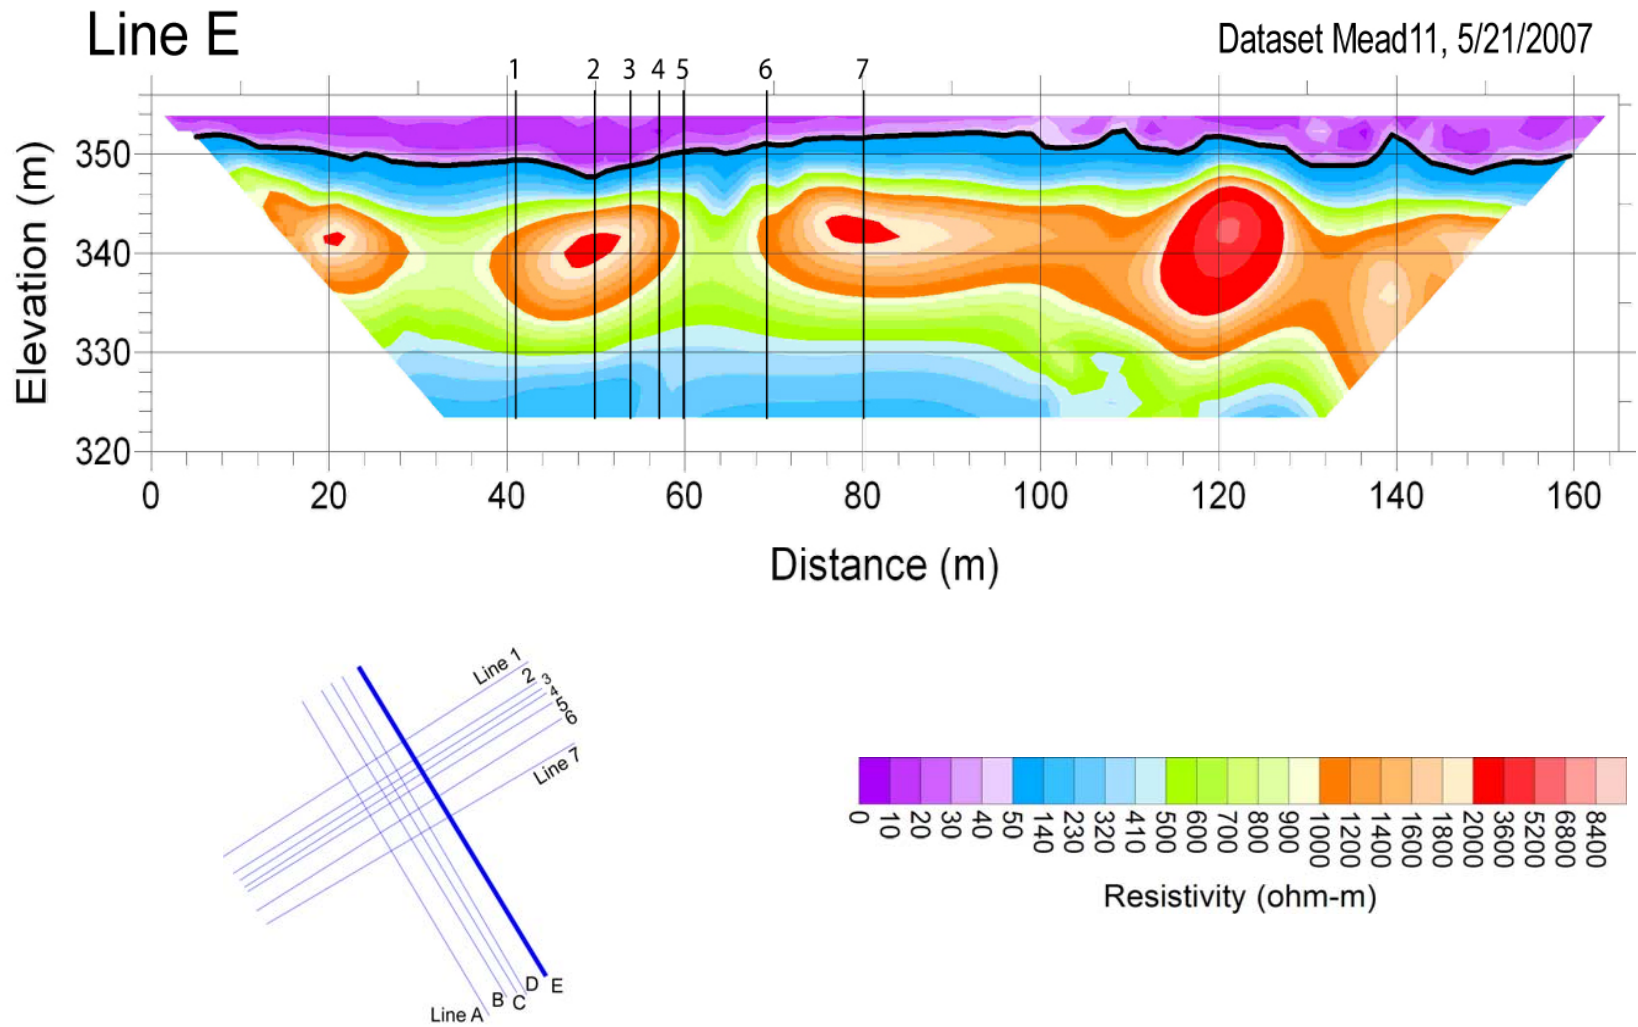 Line E
Dataset Mead11, 5/21/2007
1 2 3 4 5 6 7
Elevation (m)
350
340
330
320
0 20 40 60 80 100 120 140 160
Distance (m)
Line 1
2
3
4
5
6
Line 7
D E
B C
Line A
0 10 20 30 40 50 140 230 320 410 500 600 700 800 900 1000 1200 1400 1600 1800 2000 3600 5200 6800 8400
Resistivity (ohm-m)